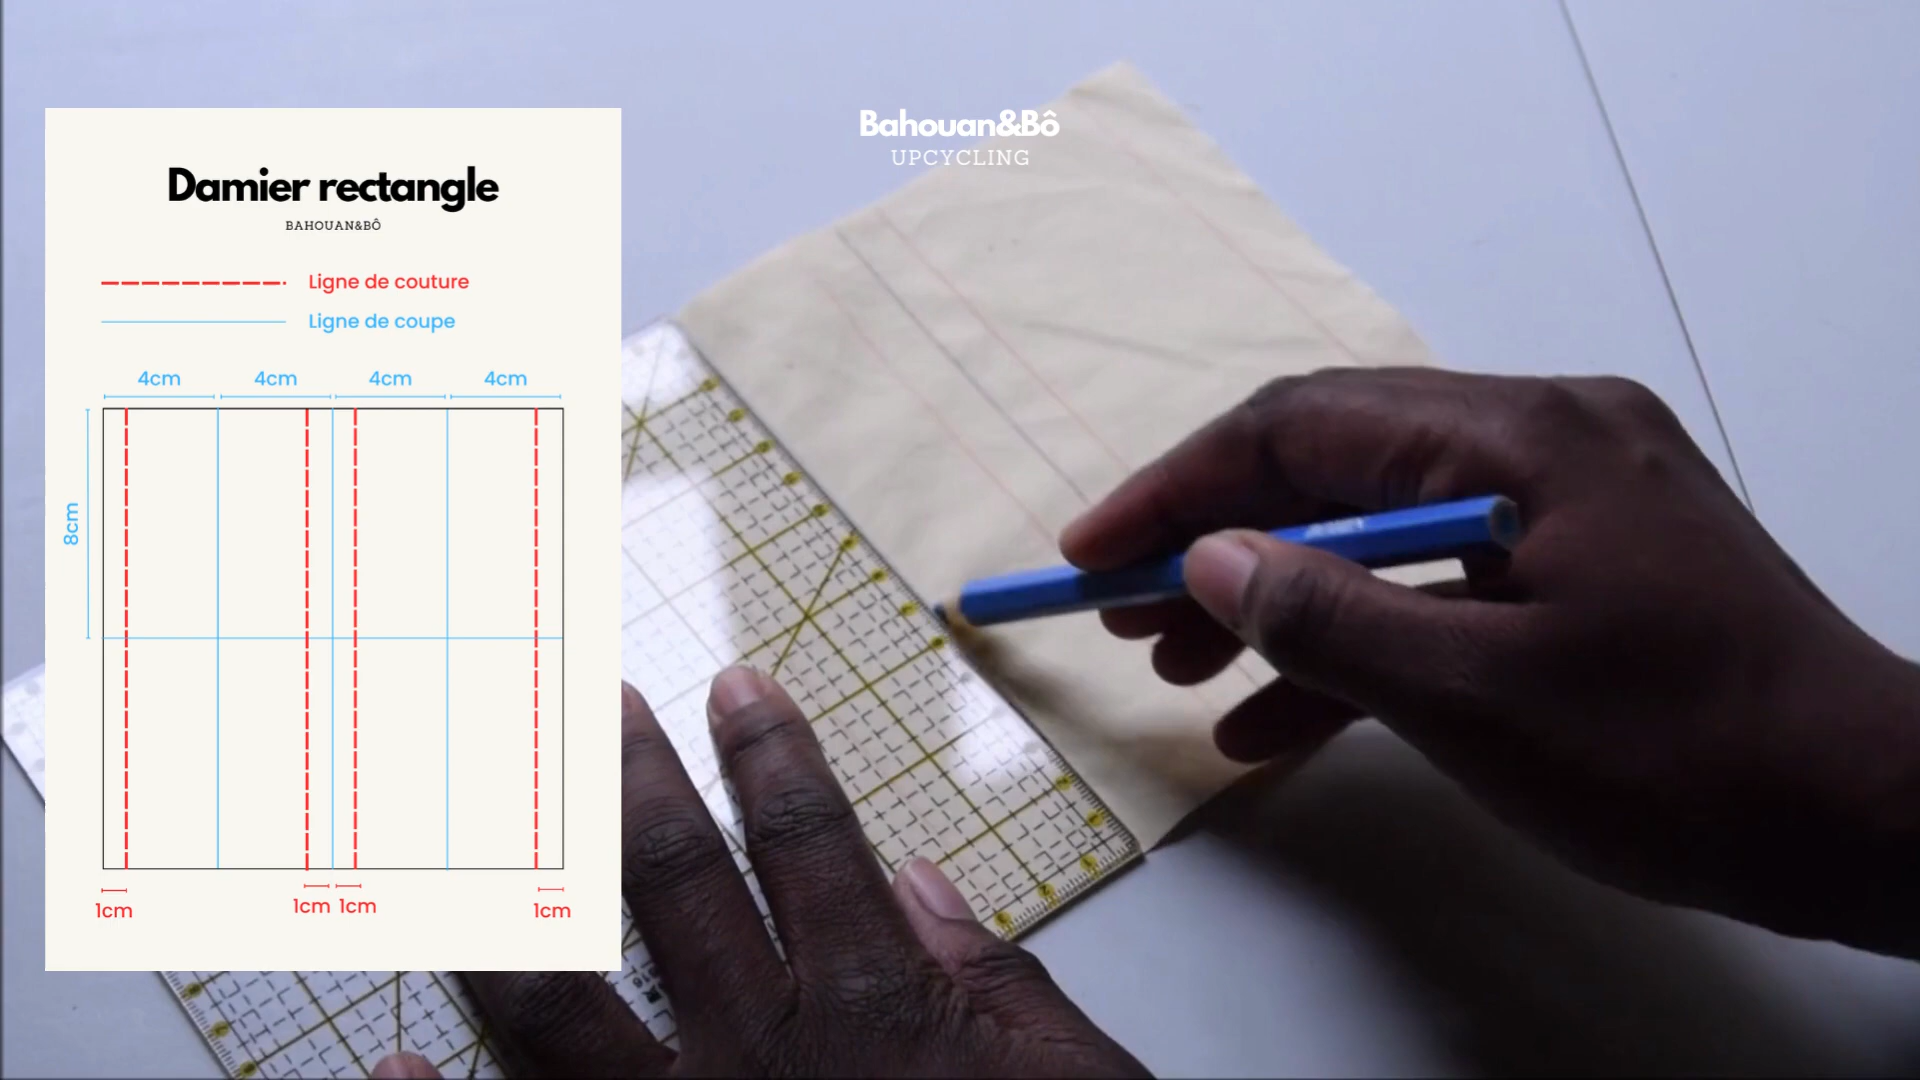 Bahouan&Bô
UPCYCLING
Damier rectangle
BAHOUAN&BÔ
Ligne de couture
Ligne de coupe
4cm 4cm 4cm 4cm
8cm
1cm 1cm 1cm 1cm